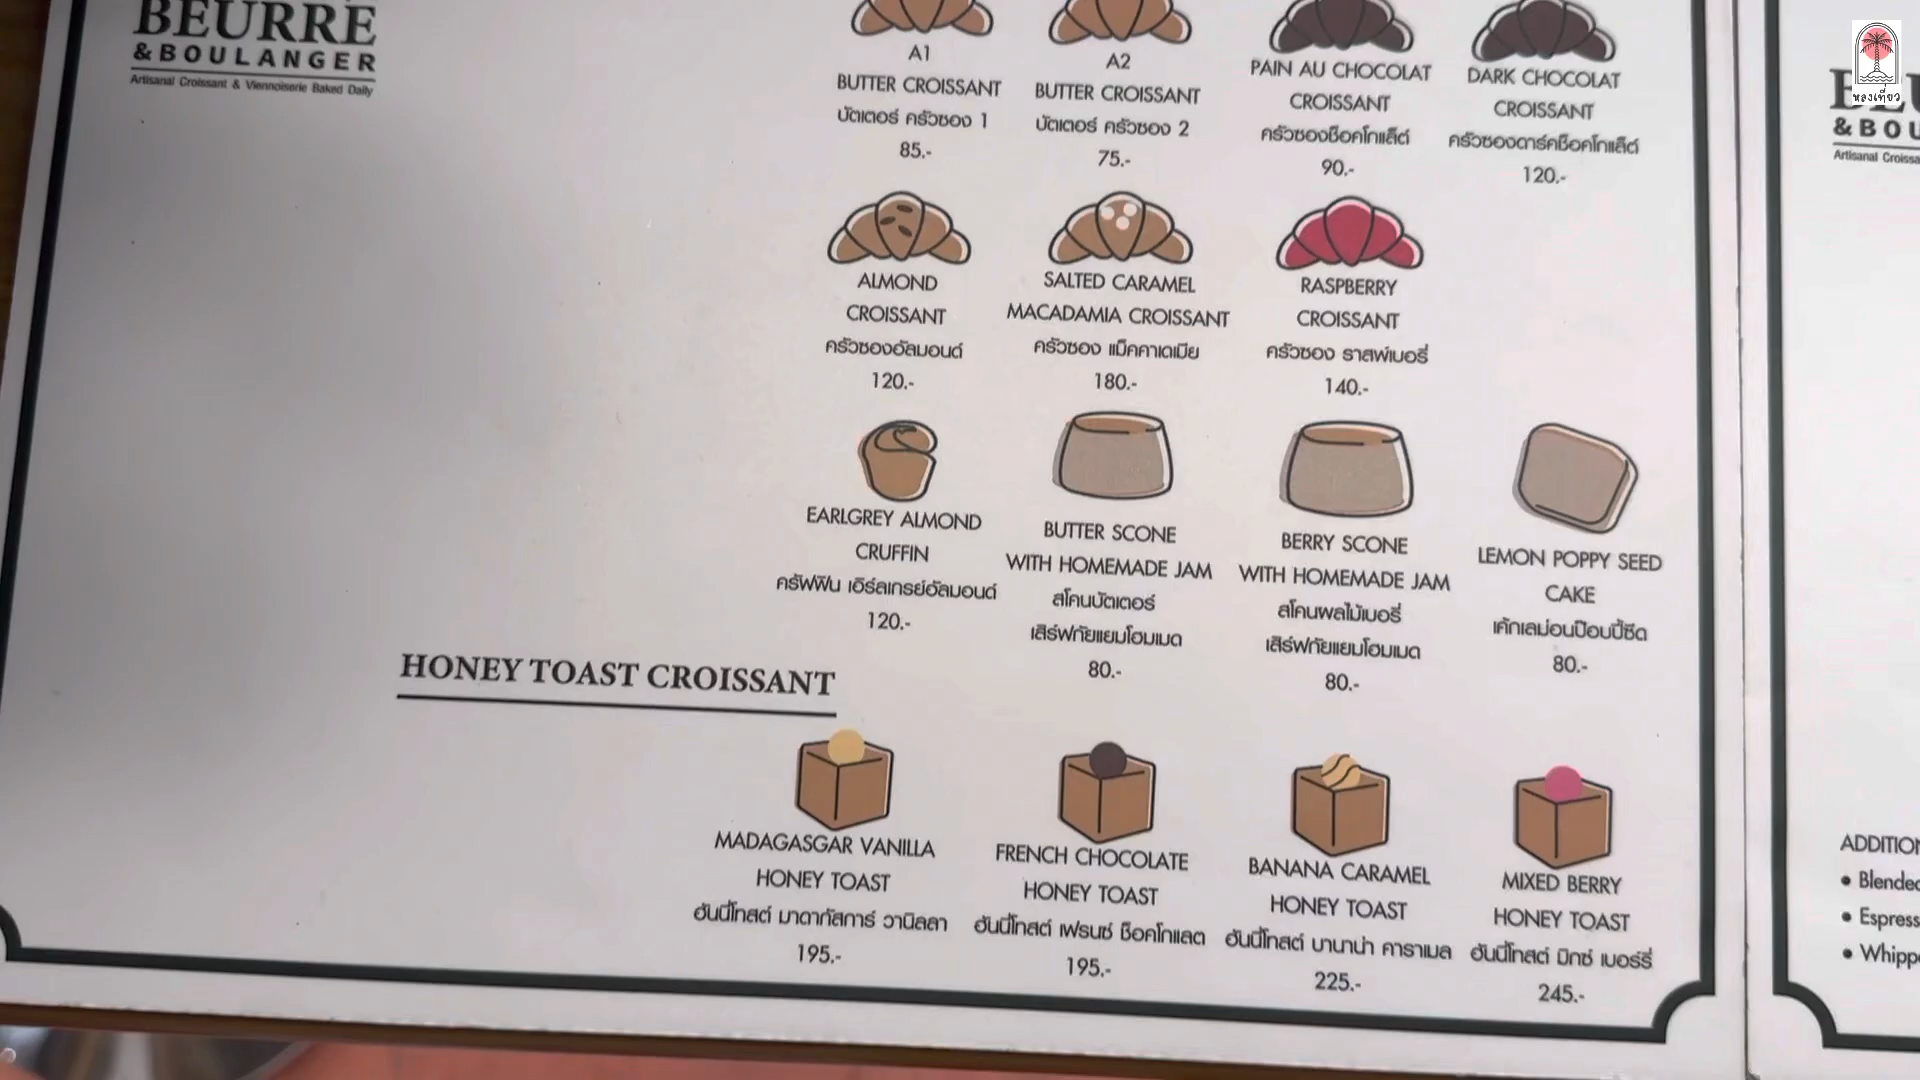 BEURRE
& BOULANGER
Artisanal Croissant & Viennoiserie Baked Daily
A1
BUTTER CROISSANT
บัตเตอร์ ครัวซอง 1
85.-
A2
BUTTER CROISSANT
บัตเตอร์ ครัวซอง 2
75.-
PAIN AU CHOCOLAT
CROISSANT
ครัวซองช็อคโกแล็ต์
90.-
DARK CHOCOLAT
CROISSANT
ครัวซองดาร์คช็อคโกแล็ต์
120.-
ALMOND
CROISSANT
ครัวซองอัลมอนด์
120.-
SALTED CARAMEL
MACADAMIA CROISSANT
ครัวซอง แม็คคาเดเมีย
180.-
RASPBERRY
CROISSANT
ครัวซอง ราสพ์เบอรี่
140.-
EARLGREY ALMOND
CRUFFIN
ครัฟฟิน เอิร์ลเกรย์อัลมอนด์
120.-
BUTTER SCONE
WITH HOMEMADE JAM
สโคนบัตเตอร์
เสิร์ฟกับแยมโฮมเมด
80.-
BERRY SCONE
WITH HOMEMADE JAM
สโคนผลไม้เบอรี่
เสิร์ฟกับแยมโฮมเมด
80.-
LEMON POPPY SEED
CAKE
เค้กเลม่อนป๊อบปี้ซีด
80.-
HONEY TOAST CROISSANT
MADAGASGAR VANILLA
HONEY TOAST
ฮันนี่โทสต์ มาดากัสการ์ วานิลลา
195.-
FRENCH CHOCOLATE
HONEY TOAST
ฮันนี่โทสต์ เฟรนช์ ช็อคโกแลต
195.-
BANANA CARAMEL
HONEY TOAST
ฮันนี่โทสต์ บานาน่า คาราเมล
225.-
MIXED BERRY
HONEY TOAST
ฮันนี่โทสต์ มิกซ์ เบอร์รี่
245.-
หลงเที่ยว
& BOU
Artisanal Croissa
ADDITION
• Blended
• Espress
• Whipp